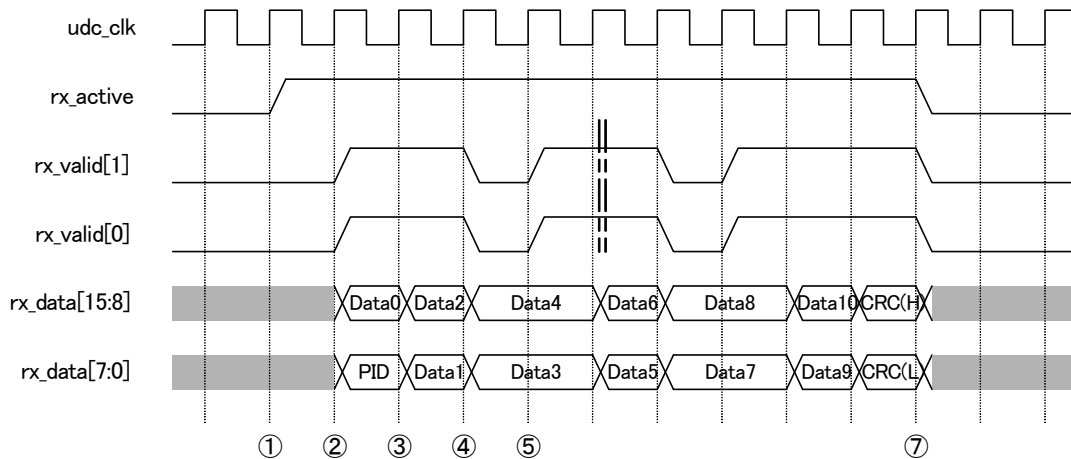 udc_clk
rx_active
rx_valid[1]
rx_valid[0]
rx_data[15:8] Data0 Data2 Data4 Data6 Data8 Data10 CRC(H)
rx_data[7:0] PID Data1 Data3 Data5 Data7 Data9 CRC(L
① ② ③ ④ ⑤ ⑦